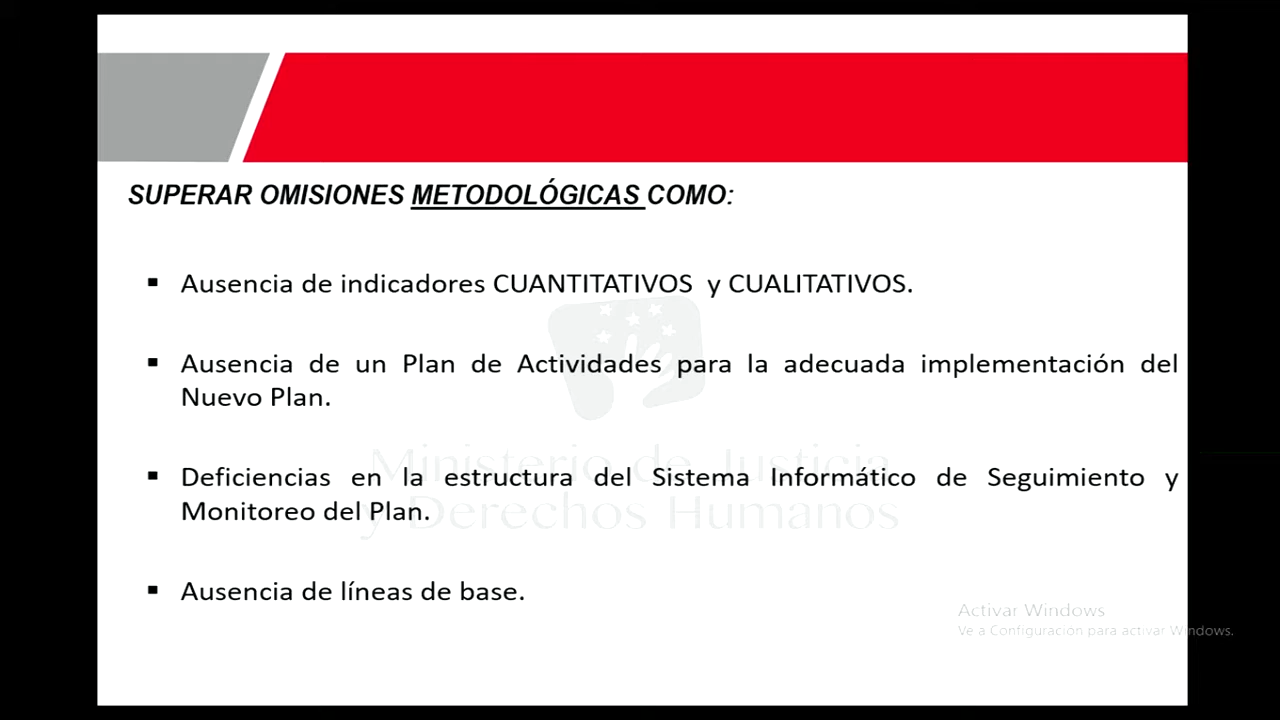 SUPERAR OMISIONES METODOLÓGICAS COMO:
▪ Ausencia de indicadores CUANTITATIVOS y CUALITATIVOS.
▪ Ausencia de un Plan de Actividades para la adecuada implementación del
Nuevo Plan.
Ministerio de Justicia
▪ Deficiencias en la estructura del Sistema Informático de Seguimiento y
Monitoreo del Plan.
y Derechos Humanos
▪ Ausencia de líneas de base.
Activar Windows
Ve a Configuración para activar Windows.